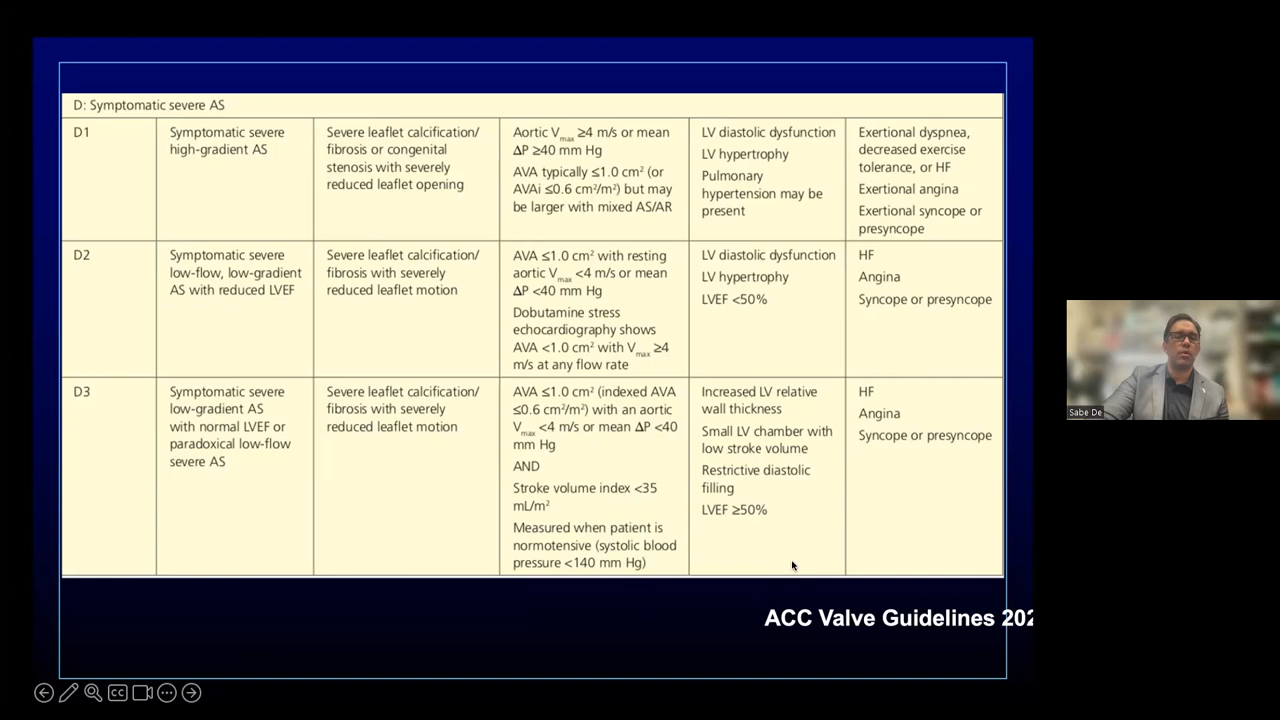 D: Symptomatic severe AS
D1
Symptomatic severe
high-gradient AS
Severe leaflet calcification/
fibrosis or congenital
stenosis with severely
reduced leaflet opening
Aortic Vmax ≥4 m/s or mean
ΔP ≥40 mm Hg
AVA typically ≤1.0 cm² (or
AVAi ≤0.6 cm²/m²) but may
be larger with mixed AS/AR
LV diastolic dysfunction
LV hypertrophy
Pulmonary
hypertension may be
present
Exertional dyspnea,
decreased exercise
tolerance, or HF
Exertional angina
Exertional syncope or
presyncope
D2
Symptomatic severe
low-flow, low-gradient
AS with reduced LVEF
Severe leaflet calcification/
fibrosis with severely
reduced leaflet motion
AVA ≤1.0 cm² with resting
aortic Vmax <4 m/s or mean
ΔP <40 mm Hg
Dobutamine stress
echocardiography shows
AVA <1.0 cm² with Vmax ≥4
m/s at any flow rate
LV diastolic dysfunction
LV hypertrophy
LVEF <50%
HF
Angina
Syncope or presyncope
D3
Symptomatic severe
low-gradient AS
with normal LVEF or
paradoxical low-flow
severe AS
Severe leaflet calcification/
fibrosis with severely
reduced leaflet motion
AVA ≤1.0 cm² (indexed AVA
≤0.6 cm²/m²) with an aortic
Vmax <4 m/s or mean ΔP <40
mm Hg
AND
Stroke volume index <35
mL/m²
Measured when patient is
normotensive (systolic blood
pressure <140 mm Hg)
Increased LV relative
wall thickness
Small LV chamber with
low stroke volume
Restrictive diastolic
filling
LVEF ≥50%
HF
Angina
Syncope or presyncope
ACC Valve Guidelines 202
Sabe De
CC